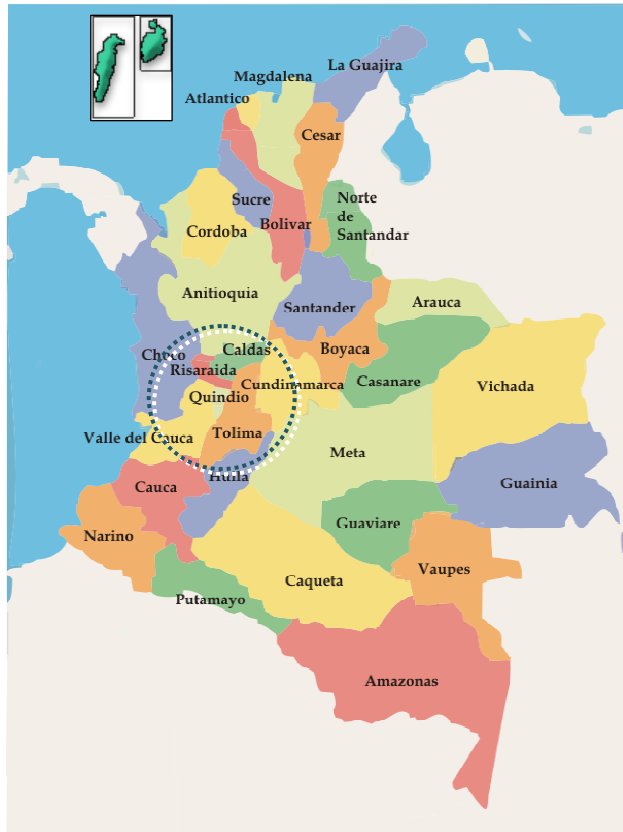 La Guajira
Magdalena
Atlantico
Cesar
Sucre
Norte
de
Santandar
Bolivar
Cordoba
Anitioquia
Santander
Arauca
Choco
Caldas
Boyaca
Risaraida
Cundinamarca
Casanare
Vichada
Quindio
Valle del Cauca
Tolima
Meta
Huila
Cauca
Guainia
Guaviare
Narino
Caqueta
Vaupes
Putamayo
Amazonas